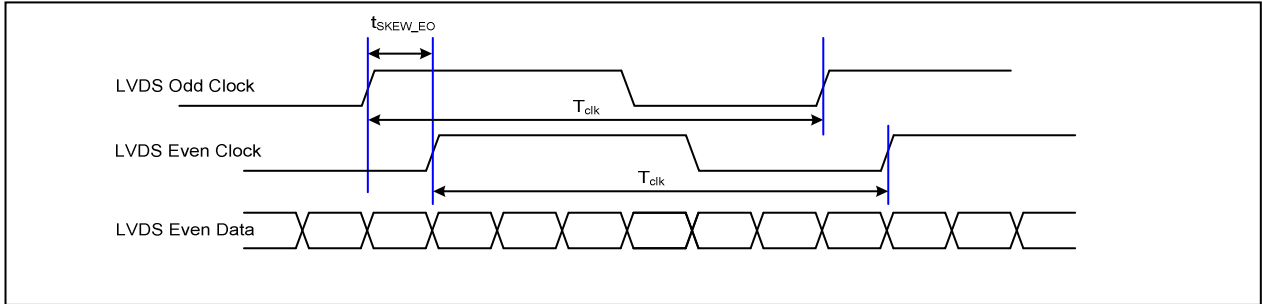 tSKEW_EO
LVDS Odd Clock
Tclk
LVDS Even Clock
Tclk
LVDS Even Data